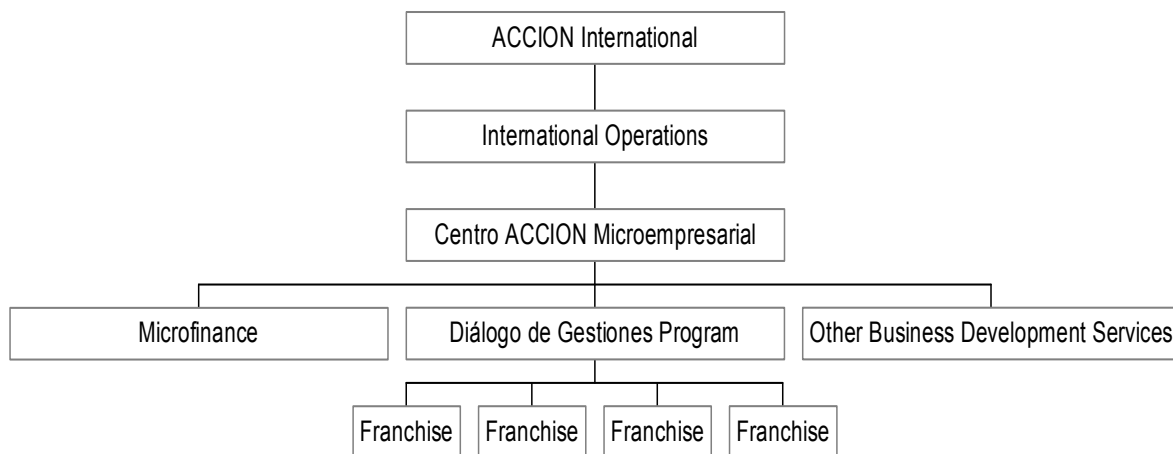 ACCION International
International Operations
Centro ACCION Microempresarial
Microfinance
Diálogo de Gestiones Program
Other Business Development Services
Franchise
Franchise
Franchise
Franchise